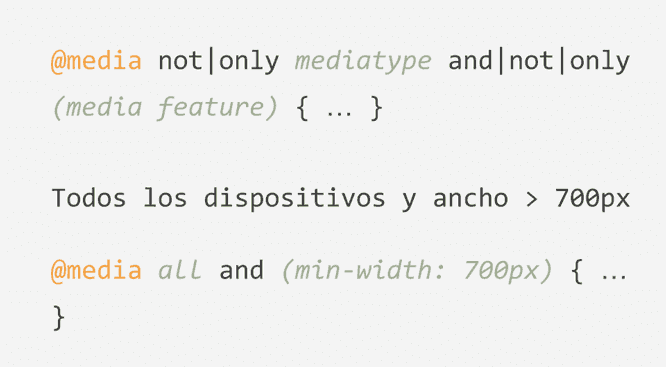 @media not|only mediatype and|not|only
(media feature) { … }
Todos los dispositivos y ancho > 700px
@media all and (min-width: 700px) { …
}